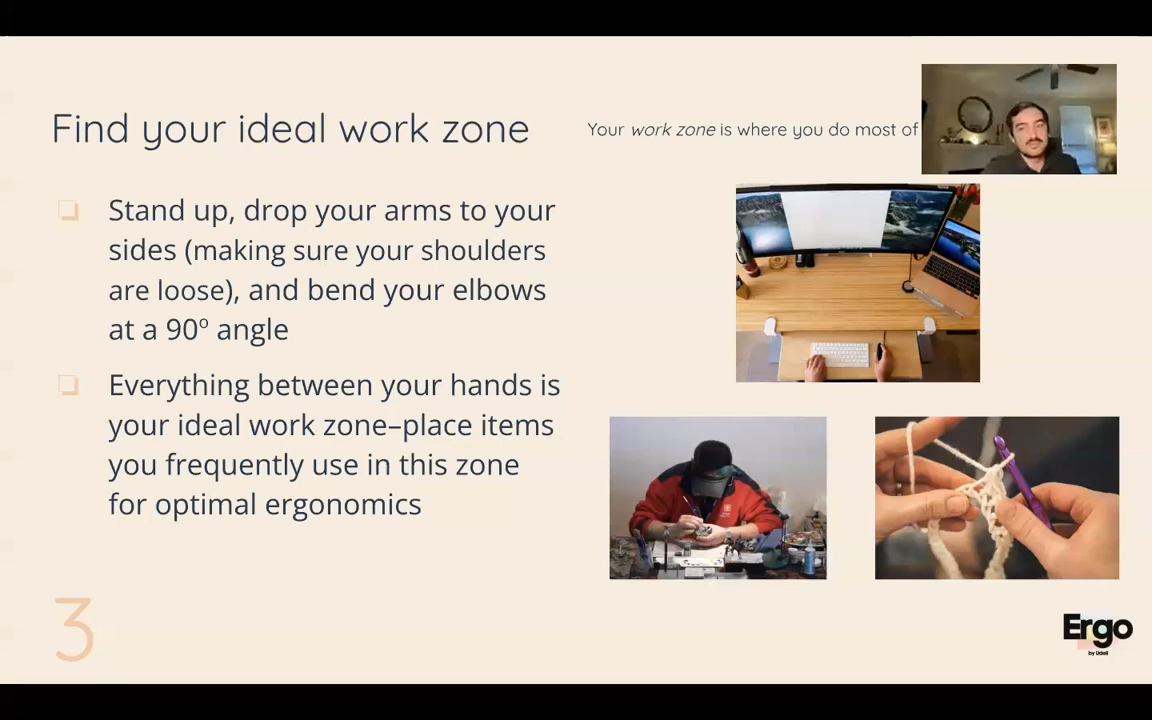 Find your ideal work zone
Your work zone is where you do most of
Stand up, drop your arms to your
sides (making sure your shoulders
are loose), and bend your elbows
at a 90º angle
Everything between your hands is
your ideal work zone–place items
you frequently use in this zone
for optimal ergonomics
3
Ergo
by Udell